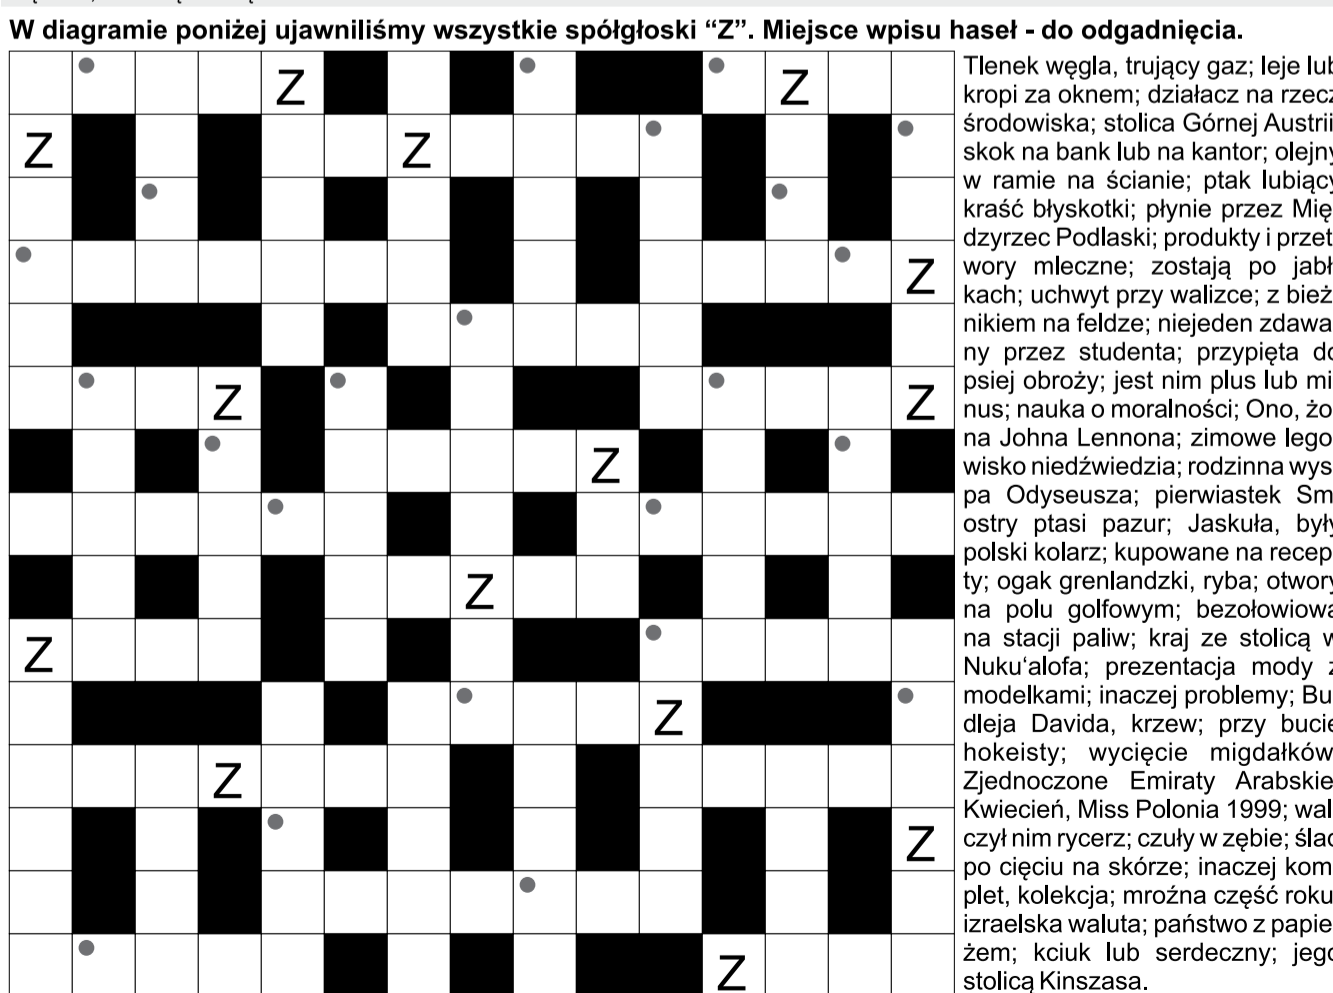 W diagramie poniżej ujawniliśmy wszystkie spółgłoski “Z”. Miejsce wpisu haseł - do odgadnięcia.
Z Z
Z Z
Z
Z Z
Z
Z
Z
Z
Z
Z
Z
Tlenek węgla, trujący gaz; leje lub
kropi za oknem; działacz na rzecz
środowiska; stolica Górnej Austrii;
skok na bank lub na kantor; olejny
w ramie na ścianie; ptak lubiący
kraść błyskotki; płynie przez Mię-
dzyrzec Podlaski; produkty i przet-
wory mleczne; zostają po jabł-
kach; uchwyt przy walizce; z bież-
nikiem na feldze; niejeden zdawa-
ny przez studenta; przypięta do
psiej obroży; jest nim plus lub mi-
nus; nauka o moralności; Ono, żo-
na Johna Lennona; zimowe lego-
wisko niedźwiedzia; rodzinna wys-
pa Odyseusza; pierwiastek Sm;
ostry ptasi pazur; Jaskuła, były
polski kolarz; kupowane na recep-
ty; ogak grenlandzki, ryba; otwory
na polu golfowym; bezołowiowa
na stacji paliw; kraj ze stolicą w
Nuku‘alofa; prezentacja mody z
modelkami; inaczej problemy; Bu-
dleja Davida, krzew; przy bucie
hokeisty; wycięcie migdałków;
Zjednoczone Emiraty Arabskie;
Kwiecień, Miss Polonia 1999; wal-
czył nim rycerz; czuły w zębie; ślad
po cięciu na skórze; inaczej kom-
plet, kolekcja; mroźna część roku;
izraelska waluta; państwo z papie-
żem; kciuk lub serdeczny; jego
stolicą Kinszasa.